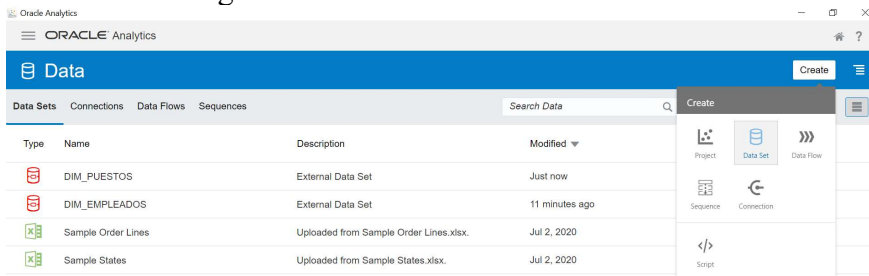 Oracle Analytics
ORACLE Analytics
?
Data
Create
Data Sets Connections Data Flows Sequences
Search Data
Create
Project Data Set Data Flow
Sequence Connection
Script
Type Name Description Modified
DIM_PUESTOS External Data Set Just now
DIM_EMPLEADOS External Data Set 11 minutes ago
Sample Order Lines Uploaded from Sample Order Lines.xlsx. Jul 2, 2020
Sample States Uploaded from Sample States.xlsx. Jul 2, 2020